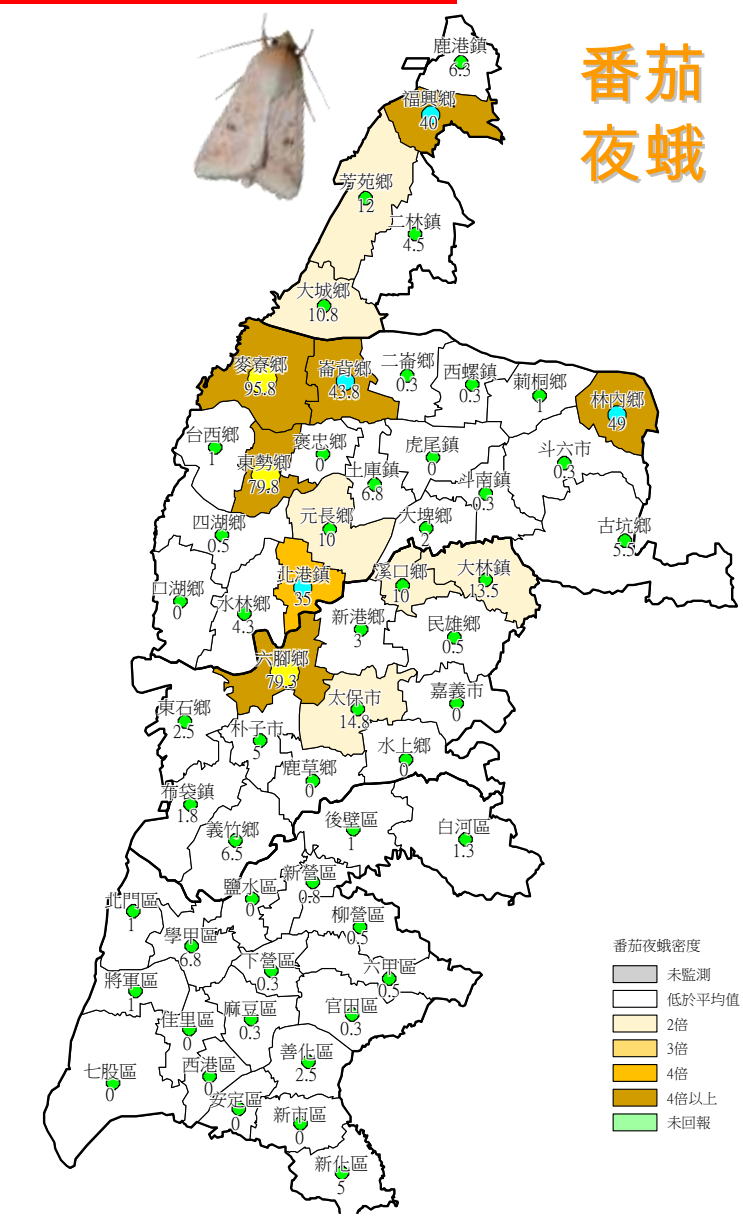 番茄
夜蛾
鹿港鎮
6.3
福興鄉
40
芳苑鄉
12
二林鎮
4.5
大城鄉
10.8
麥寮鄉
95.8
崙背鄉
43.8
二崙鄉
0.3
西螺鎮
0.3
莿桐鄉
1
林內鄉
49
台西鄉
1
東勢鄉
79.8
褒忠鄉
0
土庫鎮
6.8
虎尾鎮
0
斗南鎮
0.3
斗六市
0.3
四湖鄉
0.5
元長鄉
10
大埤鄉
2
古坑鄉
5.5
口湖鄉
0
水林鄉
4.3
北港鎮
35
溪口鄉
10
大林鎮
13.5
新港鄉
3
民雄鄉
0.5
六腳鄉
79.3
太保市
14.8
嘉義市
0
東石鄉
2.5
朴子市
5
水上鄉
0
鹿草鄉
0
布袋鎮
1.8
義竹鄉
6.5
後壁區
1
白河區
1.3
鹽水區
0
新營區
0.8
北門區
1
柳營區
0.5
學甲區
6.8
下營區
0.3
六甲區
0.5
將軍區
1
佳里區
0
麻豆區
0.3
官田區
0.3
七股區
0
西港區
0
善化區
2.5
安定區
0
新市區
0
新化區
5
番茄夜蛾密度
未監測
低於平均值
2倍
3倍
4倍
4倍以上
未回報